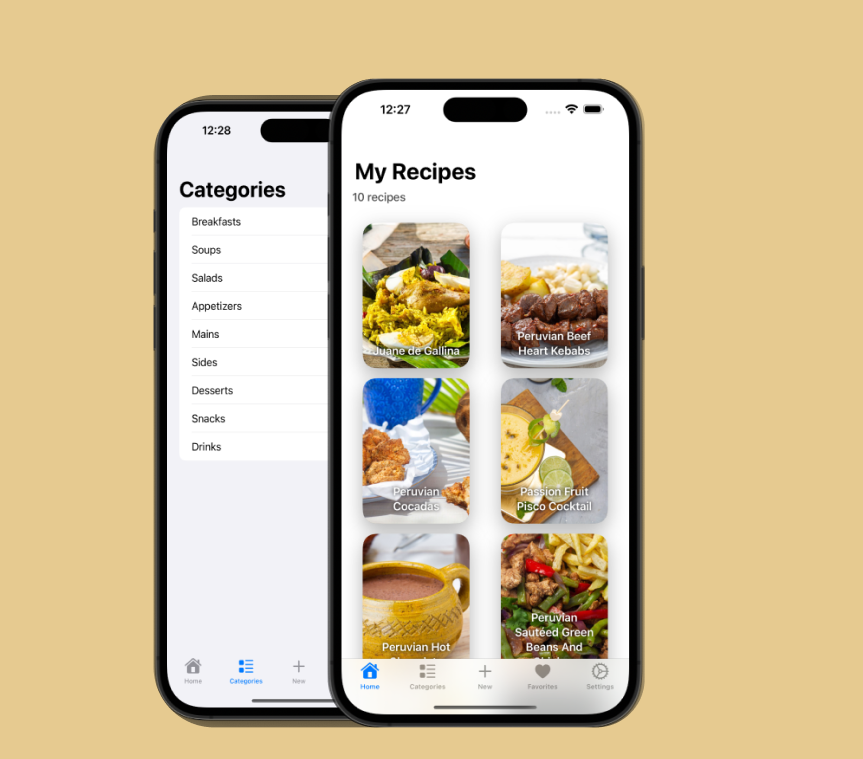 12:28
Categories
Breakfasts
Soups
Salads
Appetizers
Mains
Sides
Desserts
Snacks
Drinks
Home
Categories
New
12:27
My Recipes
10 recipes
Juane de Gallina
Peruvian Beef
Heart Kebabs
Peruvian
Cocadas
Passion Fruit
Pisco Cocktail
Peruvian Hot
Peruvian
Sautéed Green
Beans And
Home
Categories
New
Favorites
Settings